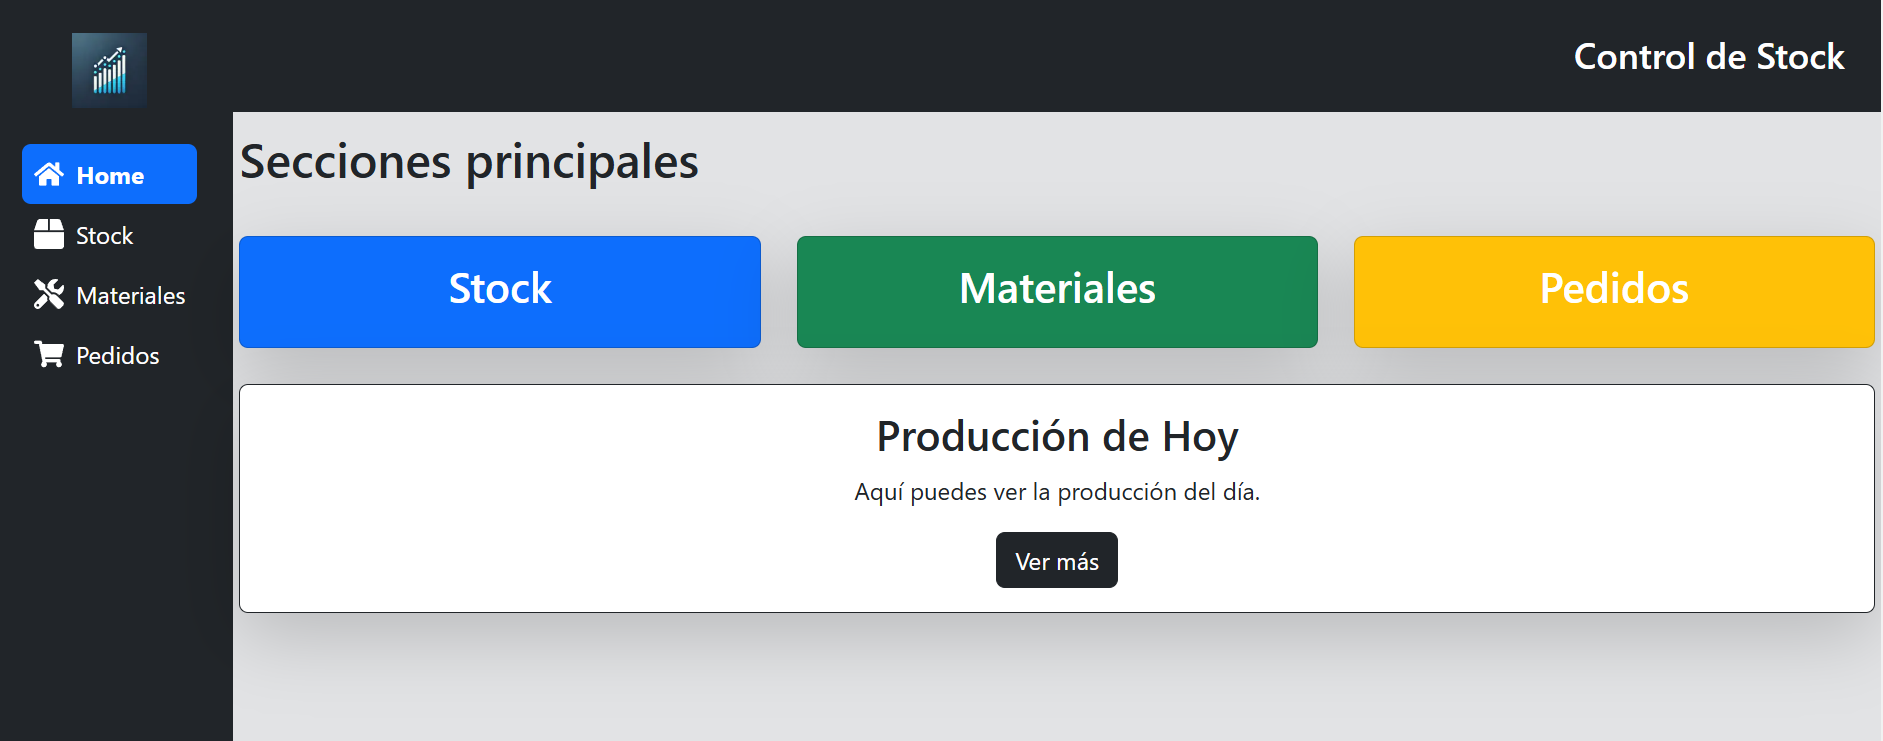 Control de Stock
Home
Stock
Materiales
Pedidos
Secciones principales
Stock
Materiales
Pedidos
Producción de Hoy
Aquí puedes ver la producción del día.
Ver más